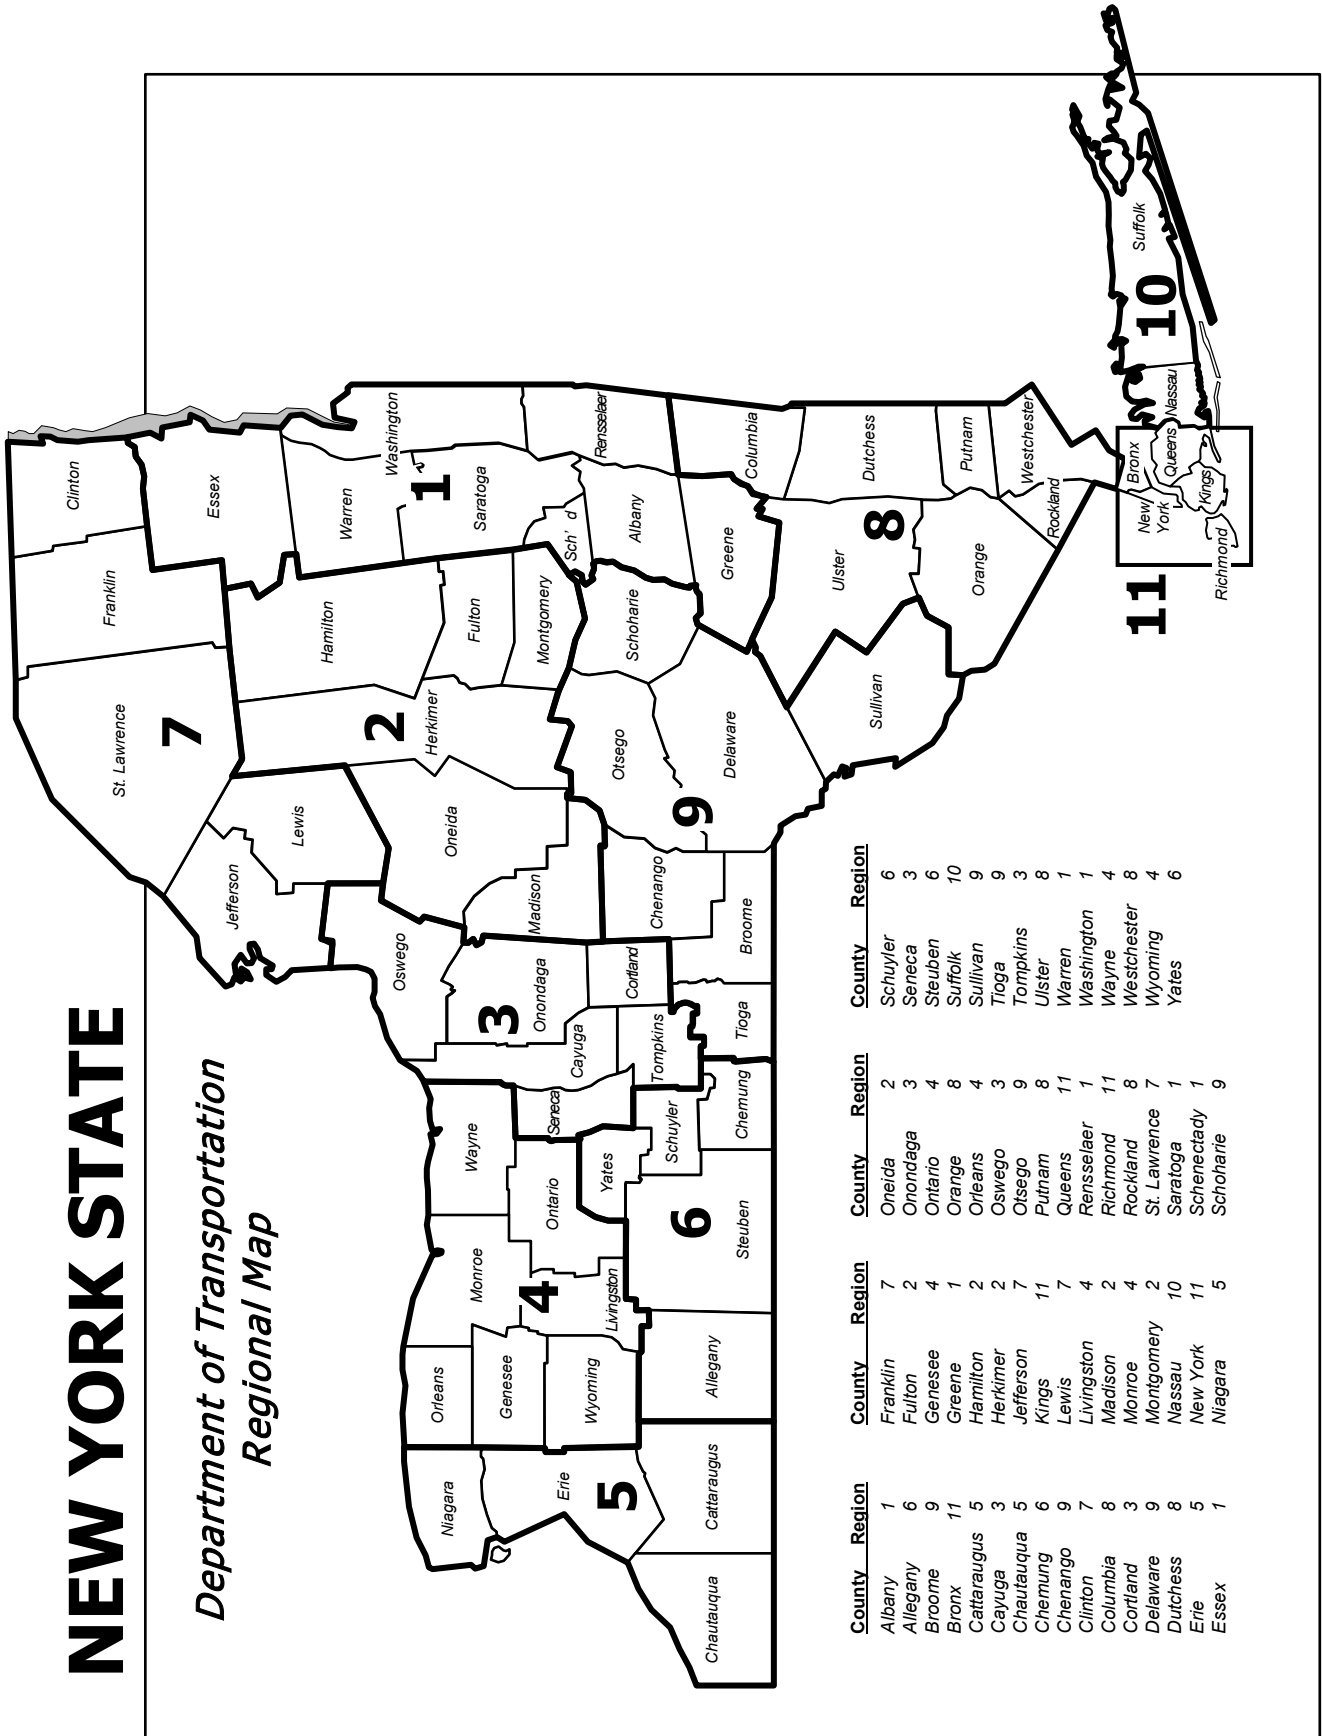 NEW YORK STATE
Department of Transportation
Regional Map
Clinton
Franklin
St. Lawrence
7
Essex
Jefferson
Lewis
Hamilton
Warren
Washington
2
Herkimer
1
Oswego
Oneida
Fulton
Saratoga
Niagara
Orleans
Monroe
Wayne
3
Genesee
4
Ontario
Seneca
Onondaga
Madison
Montgomery
Sch' d
Erie
5
Wyoming
Livingston
Yates
Cayuga
Cortland
Otsego
Schoharie
Albany
Rensselaer
Schuyler
Tompkins
Chenango
6
9
Chautauqua
Cattaraugus
Allegany
Steuben
Chemung
Tioga
Broome
Delaware
Greene
Columbia
Ulster
8
Dutchess
Sullivan
Orange
Putnam
Rockland
Westchester
11
New
York
Bronx
Queens
Kings
Richmond
Nassau
10
Suffolk
County Region County Region County Region County Region
Albany 1 Franklin 7 Oneida 2 Schuyler 6
Allegany 6 Fulton 2 Onondaga 3 Seneca 3
Broome 9 Genesee 4 Ontario 4 Steuben 6
Bronx 11 Greene 1 Orange 8 Suffolk 10
Cattaraugus 5 Hamilton 2 Orleans 4 Sullivan 9
Cayuga 3 Herkimer 2 Oswego 3 Tioga 9
Chautauqua 5 Jefferson 7 Otsego 9 Tompkins 3
Chemung 6 Kings 11 Putnam 8 Ulster 8
Chenango 9 Lewis 7 Queens 11 Warren 1
Clinton 7 Livingston 4 Rensselaer 1 Washington 1
Columbia 8 Madison 2 Richmond 11 Wayne 4
Cortland 3 Monroe 4 Rockland 8 Westchester 8
Delaware 9 Montgomery 2 St. Lawrence 7 Wyoming 4
Dutchess 8 Nassau 10 Saratoga 1 Yates 6
Erie 5 New York 11 Schenectady 1
Essex 1 Niagara 5 Schoharie 9